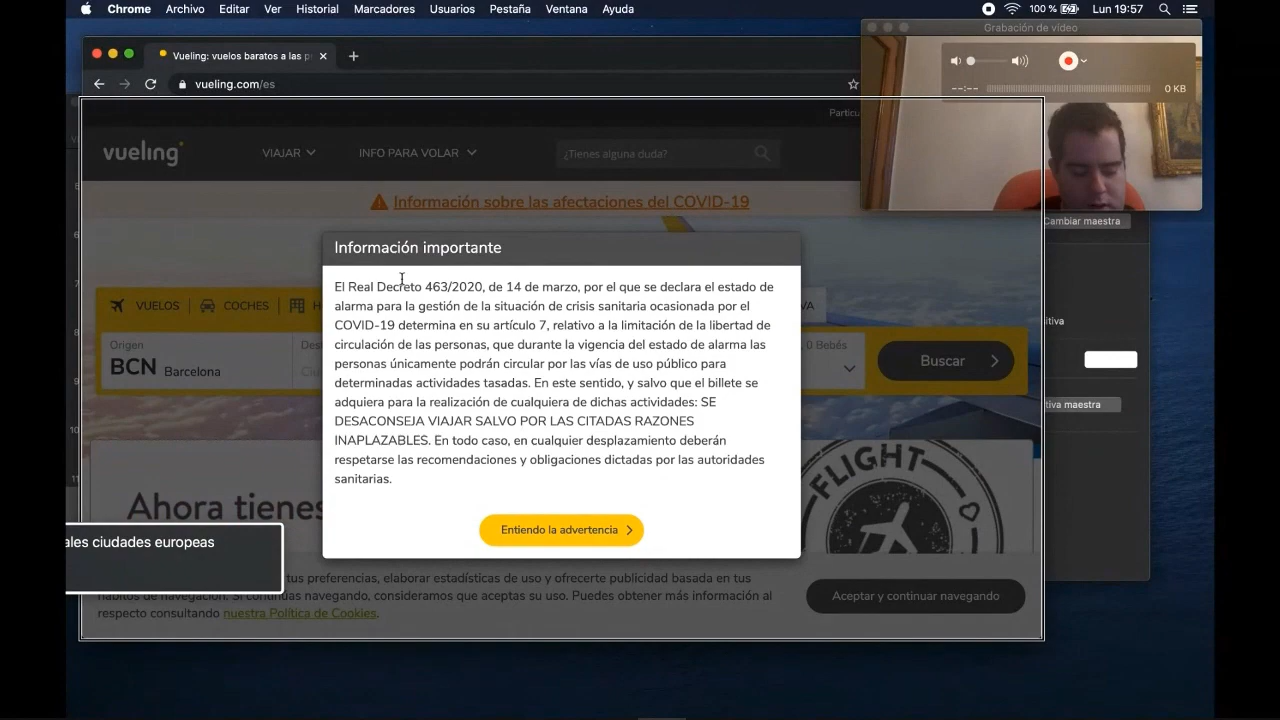 Chrome Archivo Editar Ver Historial Marcadores Usuarios Pestaña Ventana Ayuda 100 % Lun 19:57
Grabación de vídeo
Vueling: vuelos baratos a las p
vueling.com/es
--:-- 0 KB
Particu
vueling
VIAJAR INFO PARA VOLAR ¿Tienes alguna duda?
Información sobre las afectaciones del COVID-19
Cambiar maestra
Información importante
El Real Decreto 463/2020, de 14 de marzo, por el que se declara el estado de
alarma para la gestión de la situación de crisis sanitaria ocasionada por el
COVID-19 determina en su artículo 7, relativo a la limitación de la libertad de
circulación de las personas, que durante la vigencia del estado de alarma las
personas únicamente podrán circular por las vías de uso público para
determinadas actividades tasadas. En este sentido, y salvo que el billete se
adquiera para la realización de cualquiera de dichas actividades: SE
DESACONSEJA VIAJAR SALVO POR LAS CITADAS RAZONES
INAPLAZABLES. En todo caso, en cualquier desplazamiento deberán
respetarse las recomendaciones y obligaciones dictadas por las autoridades
sanitarias.
Entiendo la advertencia
VUELOS COCHES H VA
Origen Des 0 Bebés
BCN Barcelona Ciu
Buscar
itiva
tiva maestra
Ahora tienes
FLIGHT
ales ciudades europeas
tus preferencias, elaborar estadísticas de uso y ofrecerte publicidad basada en tus
hábitos de navegación. Si continúas navegando, consideramos que aceptas su uso. Puedes obtener más información al
respecto consultando nuestra Política de Cookies.
Aceptar y continuar navegando